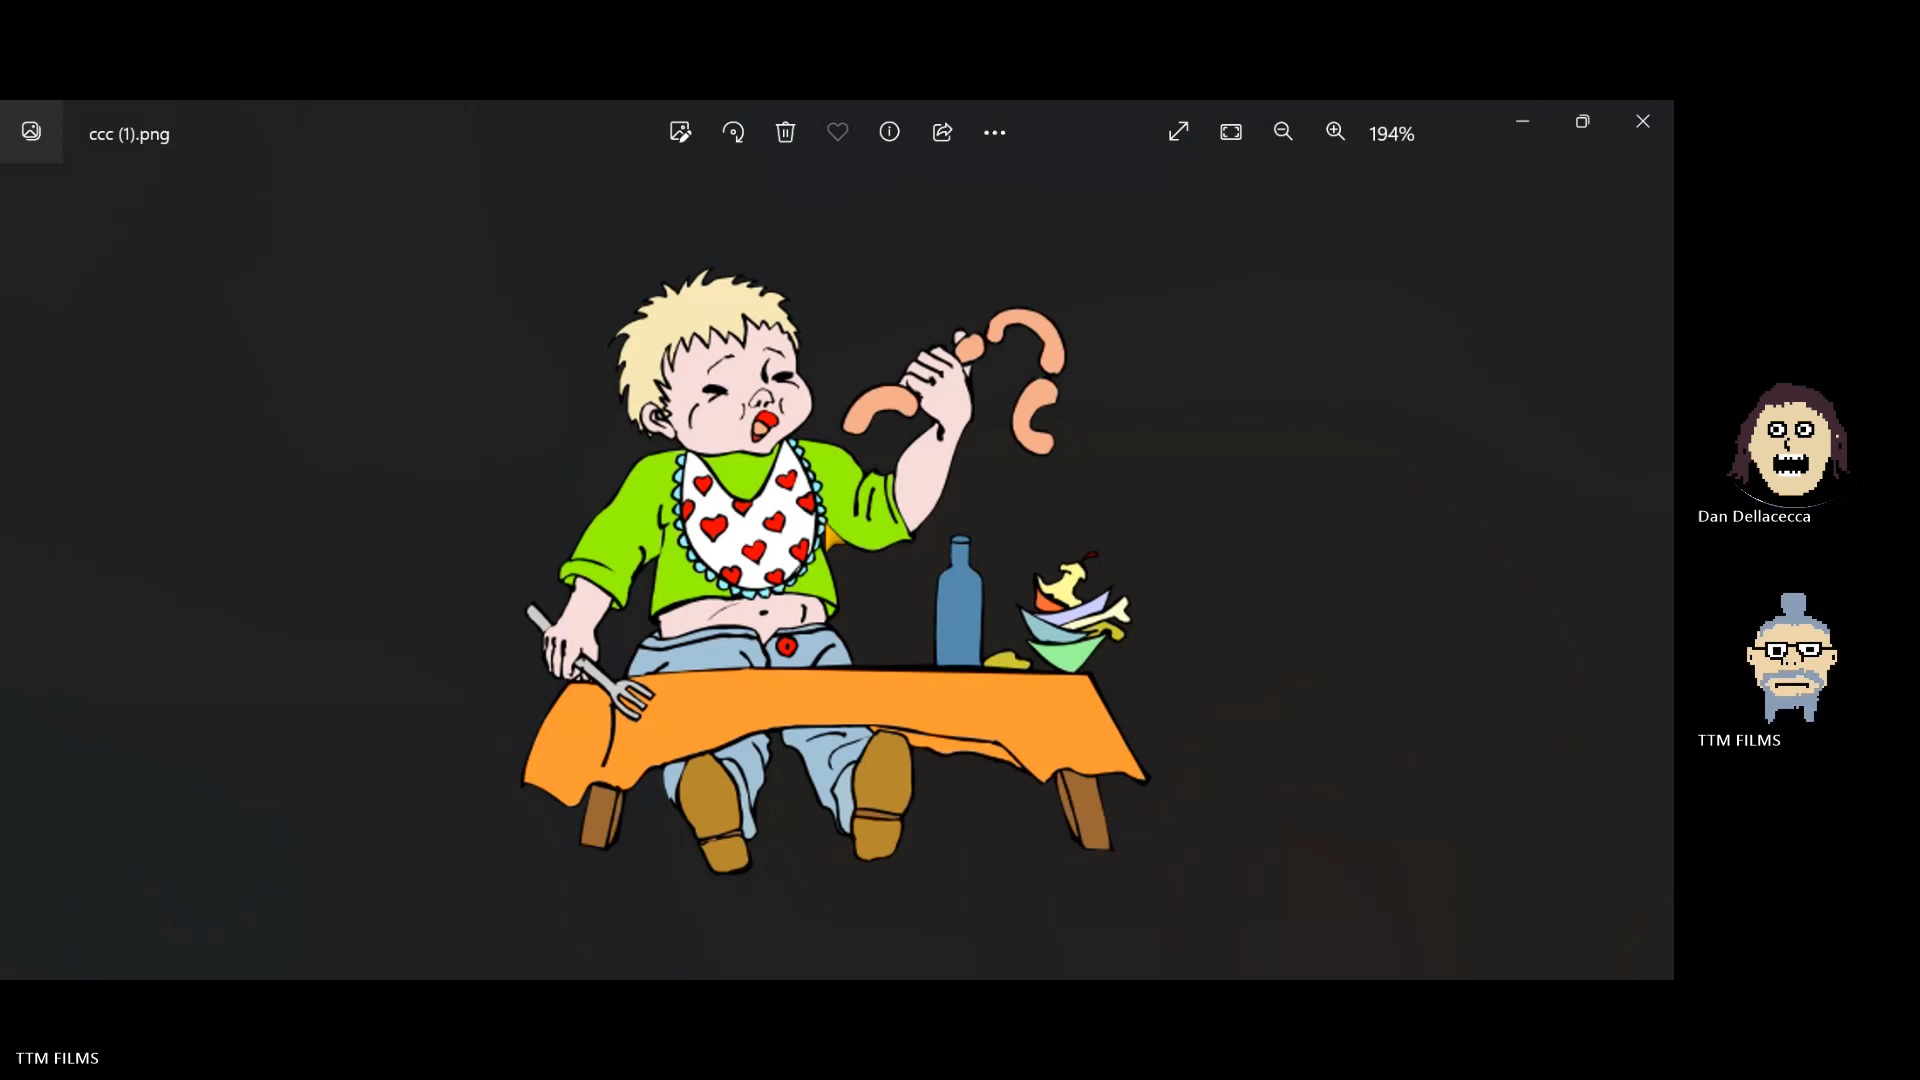 ccc (1).png
194%
Dan Dellacecca
TTM FILMS
TTM FILMS